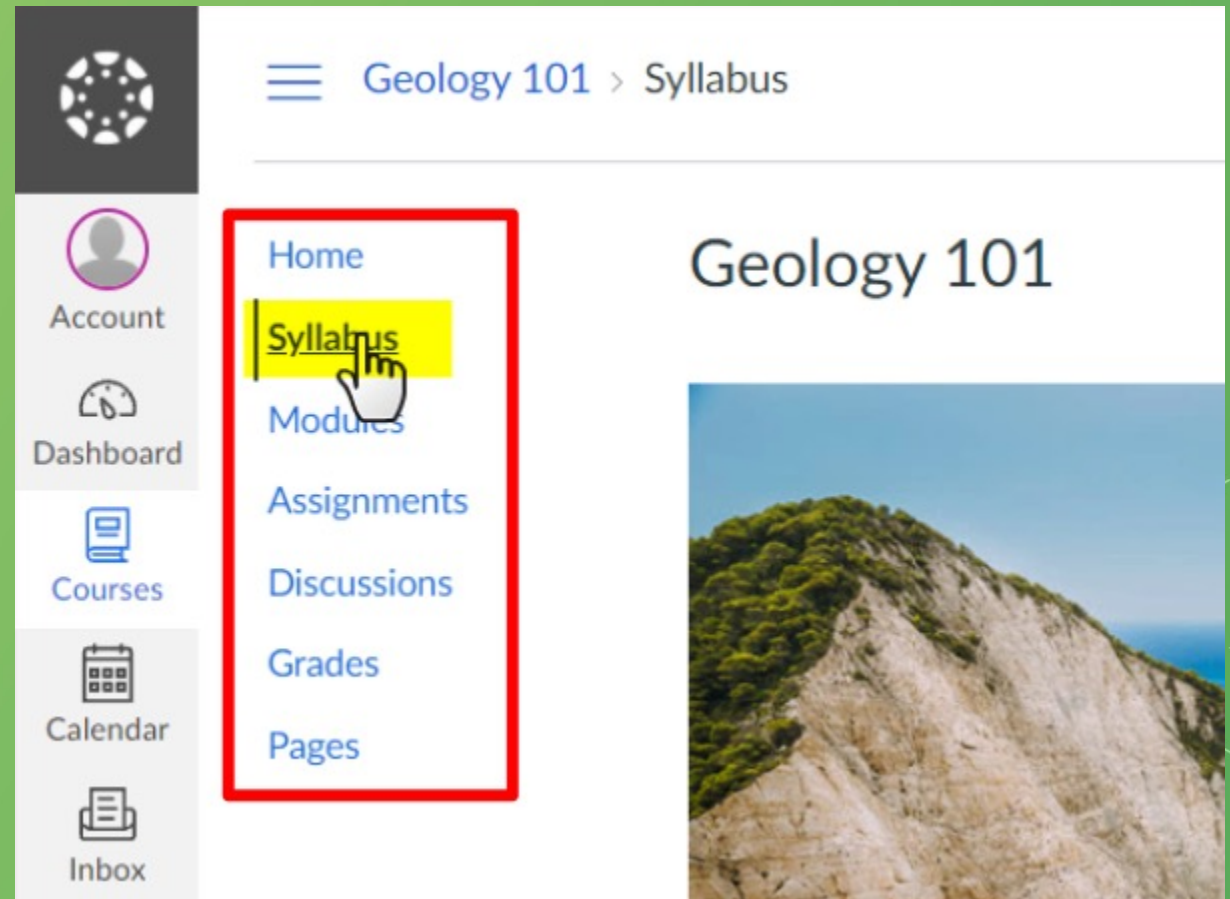 Geology 101 > Syllabus
Account
Dashboard
Courses
Calendar
Inbox
Home
Syllabus
Modules
Assignments
Discussions
Grades
Pages
Geology 101